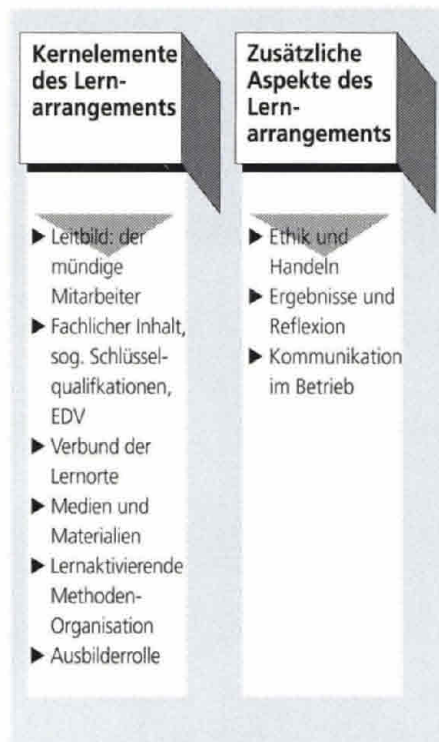 Kernelemente
des Lern-
arrangements
▶ Leitbild: der
mündige
Mitarbeiter
▶ Fachlicher Inhalt,
sog. Schlüssel-
qualifkationen,
EDV
▶ Verbund der
Lernorte
▶ Medien und
Materialien
▶ Lernaktivierende
Methoden-
Organisation
▶ Ausbilderrolle
Zusätzliche
Aspekte des
Lern-
arrangements
▶ Ethik und
Handeln
▶ Ergebnisse und
Reflexion
▶ Kommunikation
im Betrieb